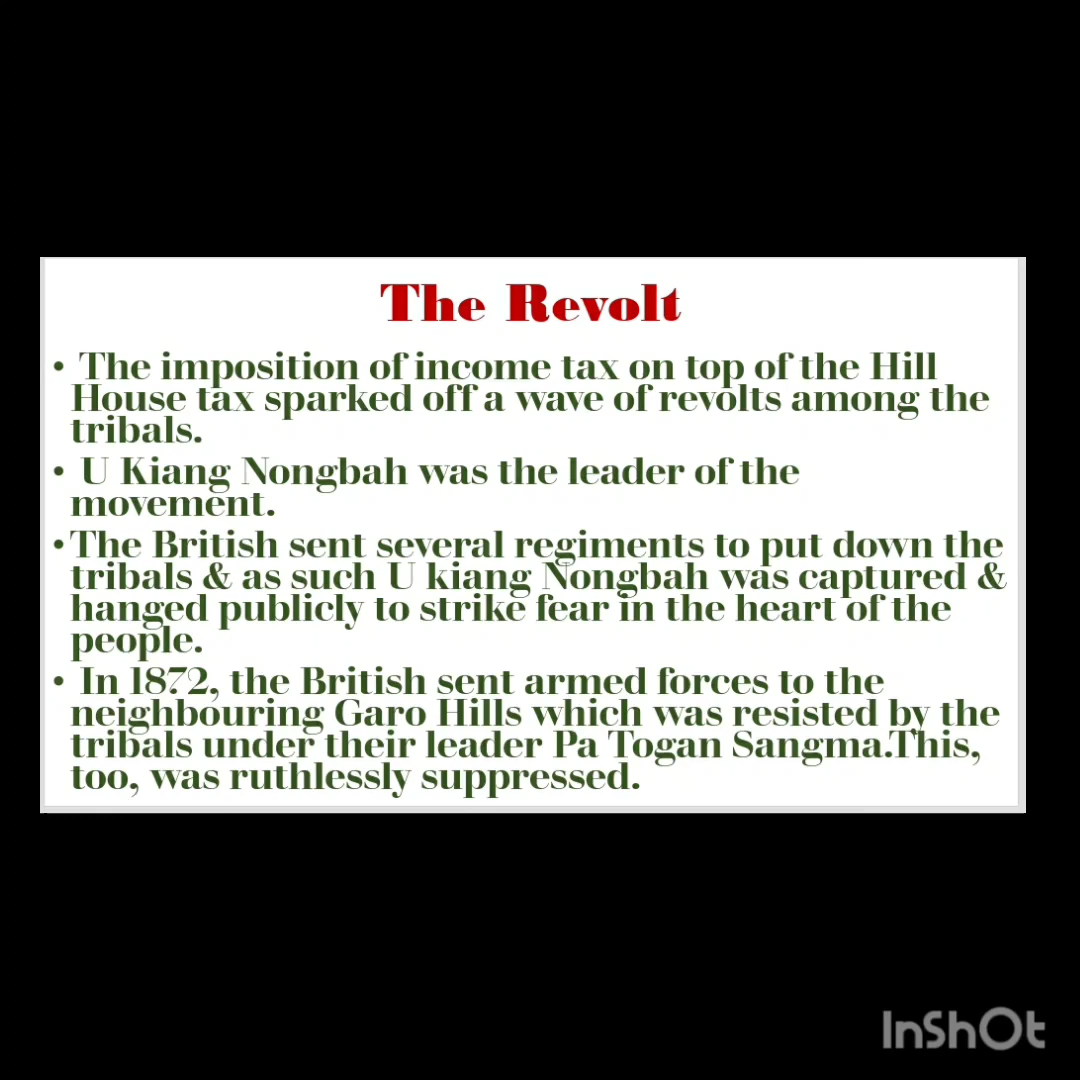 The Revolt
• The imposition of income tax on top of the Hill
House tax sparked off a wave of revolts among the
tribals.
• U Kiang Nongbah was the leader of the
movement.
•The British sent several regiments to put down the
tribals & as such U kiang Nongbah was captured &
hanged publicly to strike fear in the heart of the
people.
• In 1872, the British sent armed forces to the
neighbouring Garo Hills which was resisted by the
tribals under their leader Pa Togan Sangma.This,
too, was ruthlessly suppressed.
InShOt